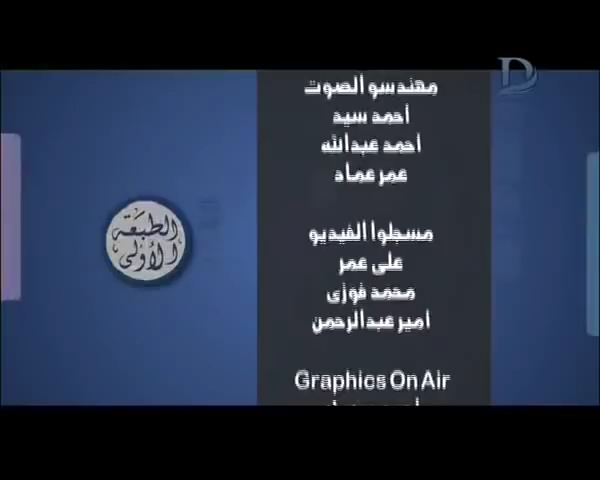 مهندسو الصوت
أحمد سيد
أحمد عبدالله
عمر عماد
مسجلوا الفيديو
على عمر
محمد فوزى
أمير عبدالرحمن
Graphics On Air
الطبعة
الأولى
D